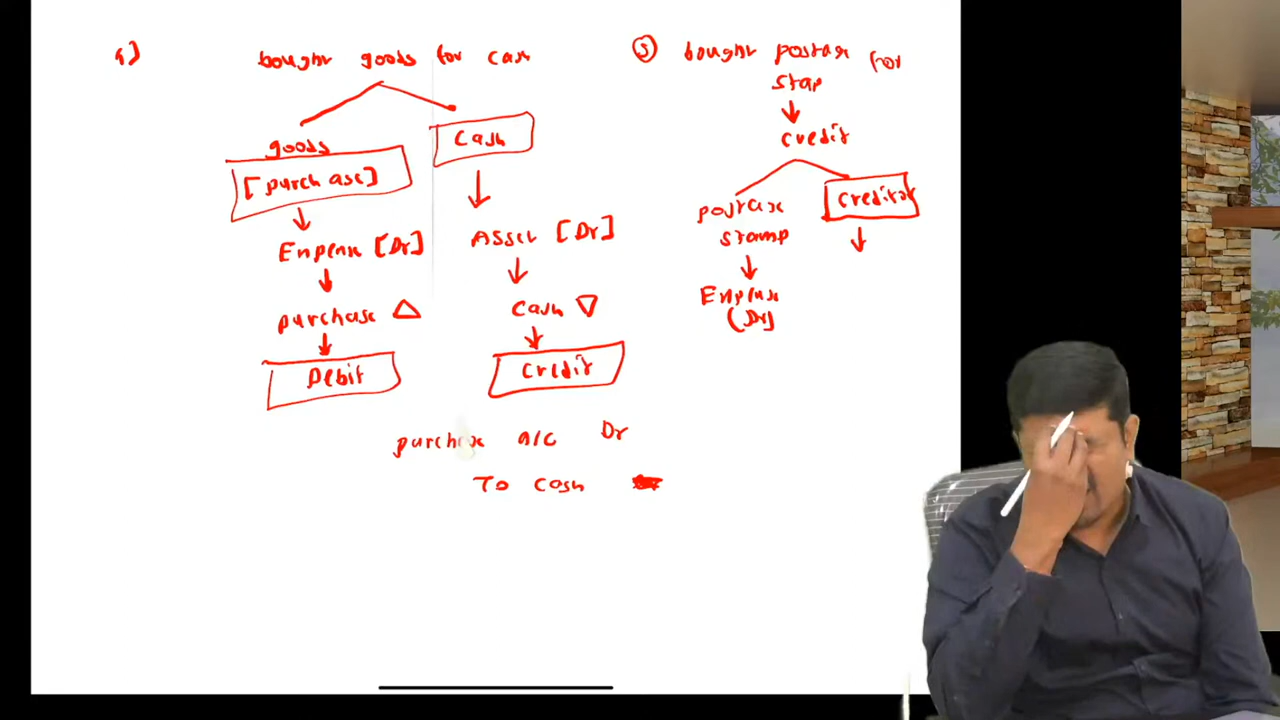 4)
bought goods for cash
goods
[purchase]
Expense [Dr]
purchase △
Debit
Cash
Asset [Dr]
Cash ▽
Credit
purchase a/c Dr
To cash
⑤ bought postage for
stap
credit
postage
stamp
Expense
(Dr)
Creditor